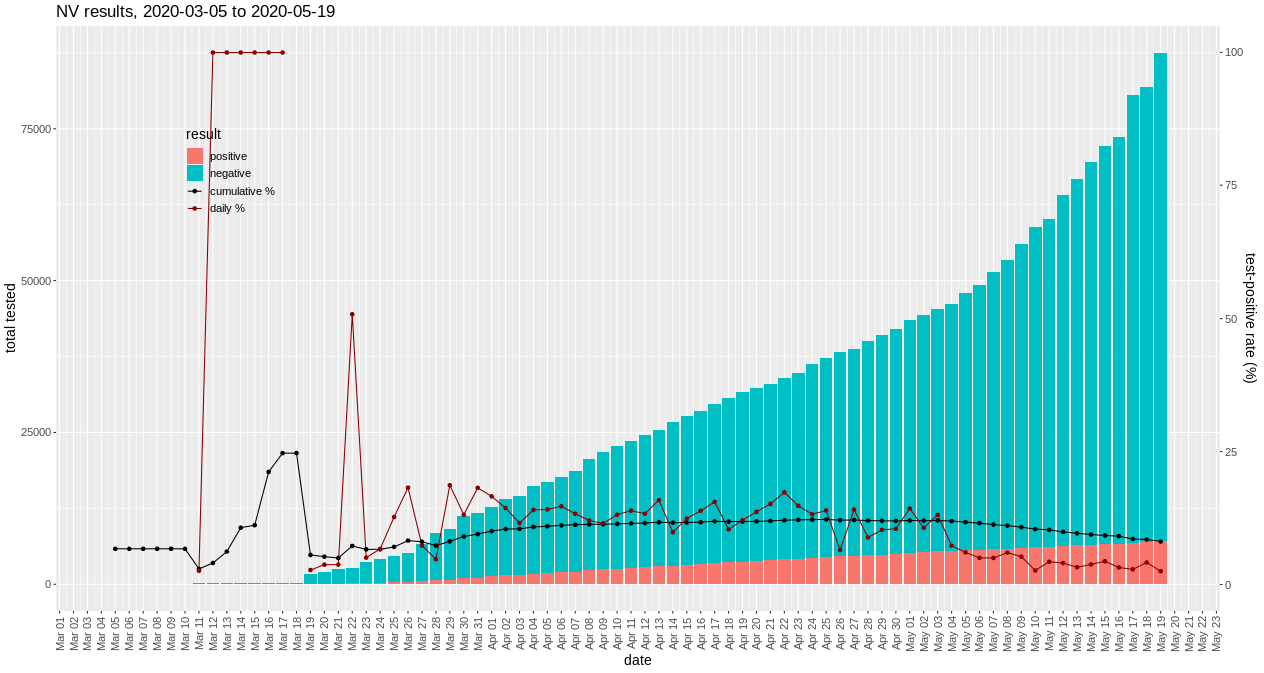 NV results, 2020-03-05 to 2020-05-19
total tested
75000
50000
25000
0
result
positive
negative
cumulative %
daily %
100
75
50
25
0
test-positive rate (%)
Mar 01
Mar 02
Mar 03
Mar 04
Mar 05
Mar 06
Mar 07
Mar 08
Mar 09
Mar 10
Mar 11
Mar 12
Mar 13
Mar 14
Mar 15
Mar 16
Mar 17
Mar 18
Mar 19
Mar 20
Mar 21
Mar 22
Mar 23
Mar 24
Mar 25
Mar 26
Mar 27
Mar 28
Mar 29
Mar 30
Mar 31
Apr 01
Apr 02
Apr 03
Apr 04
Apr 05
Apr 06
Apr 07
Apr 08
Apr 09
Apr 10
Apr 11
Apr 12
Apr 13
Apr 14
Apr 15
Apr 16
Apr 17
Apr 18
Apr 19
Apr 20
Apr 21
Apr 22
Apr 23
Apr 24
Apr 25
Apr 26
Apr 27
Apr 28
Apr 29
Apr 30
May 01
May 02
May 03
May 04
May 05
May 06
May 07
May 08
May 09
May 10
May 11
May 12
May 13
May 14
May 15
May 16
May 17
May 18
May 19
May 20
May 21
May 22
May 23
date